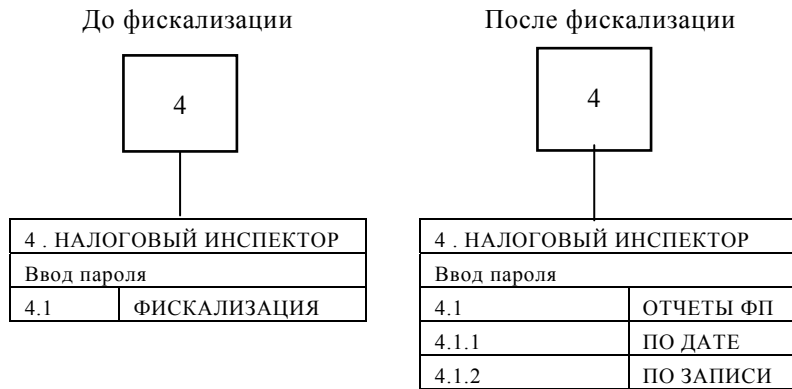 До фискализации
4
4 . НАЛОГОВЫЙ ИНСПЕКТОР
Ввод пароля
4.1 ФИСКАЛИЗАЦИЯ
После фискализации
4
4 . НАЛОГОВЫЙ ИНСПЕКТОР
Ввод пароля
4.1 ОТЧЕТЫ ФП
4.1.1 ПО ДАТЕ
4.1.2 ПО ЗАПИСИ